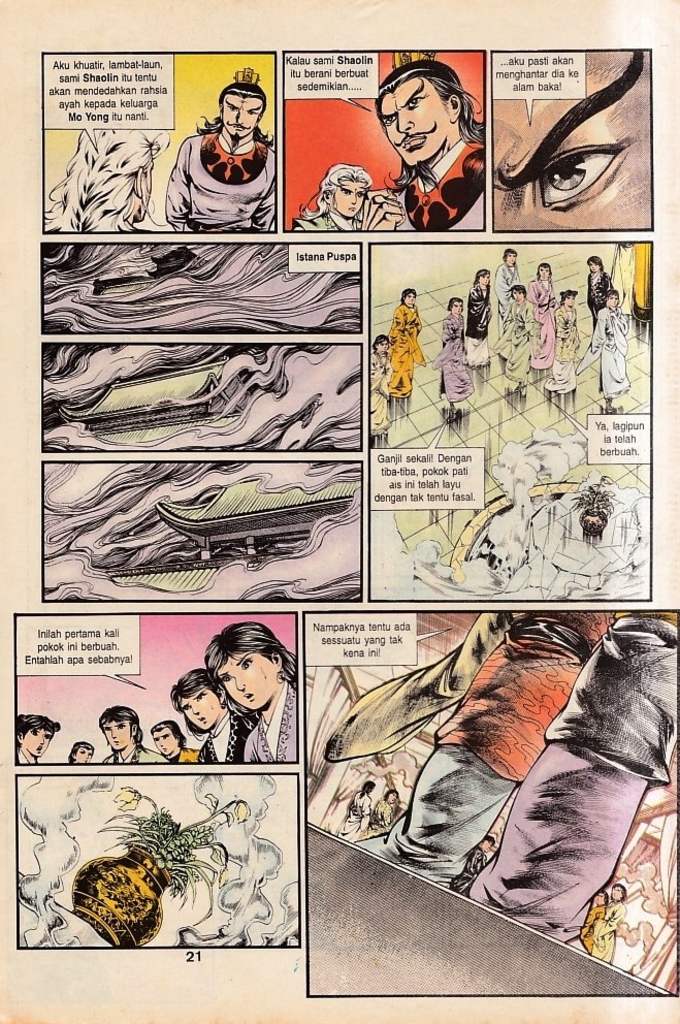 Aku khuatir, lambat-laun,
sami Shaolin itu tentu
akan mendedahkan rahsia
ayah kepada keluarga
Mo Yong itu nanti.
Kalau sami Shaolin
itu berani berbuat
sedemikian.....
...aku pasti akan
menghantar dia ke
alam baka!
Istana Puspa
Ganjil sekali! Dengan
tiba-tiba, pokok pati
ais ini telah layu
dengan tak tentu fasal.
Ya, lagipun
ia telah
berbuah.
Inilah pertama kali
pokok ini berbuah.
Entahlah apa sebabnya!
Nampaknya tentu ada
sessuatu yang tak
kena ini!
21